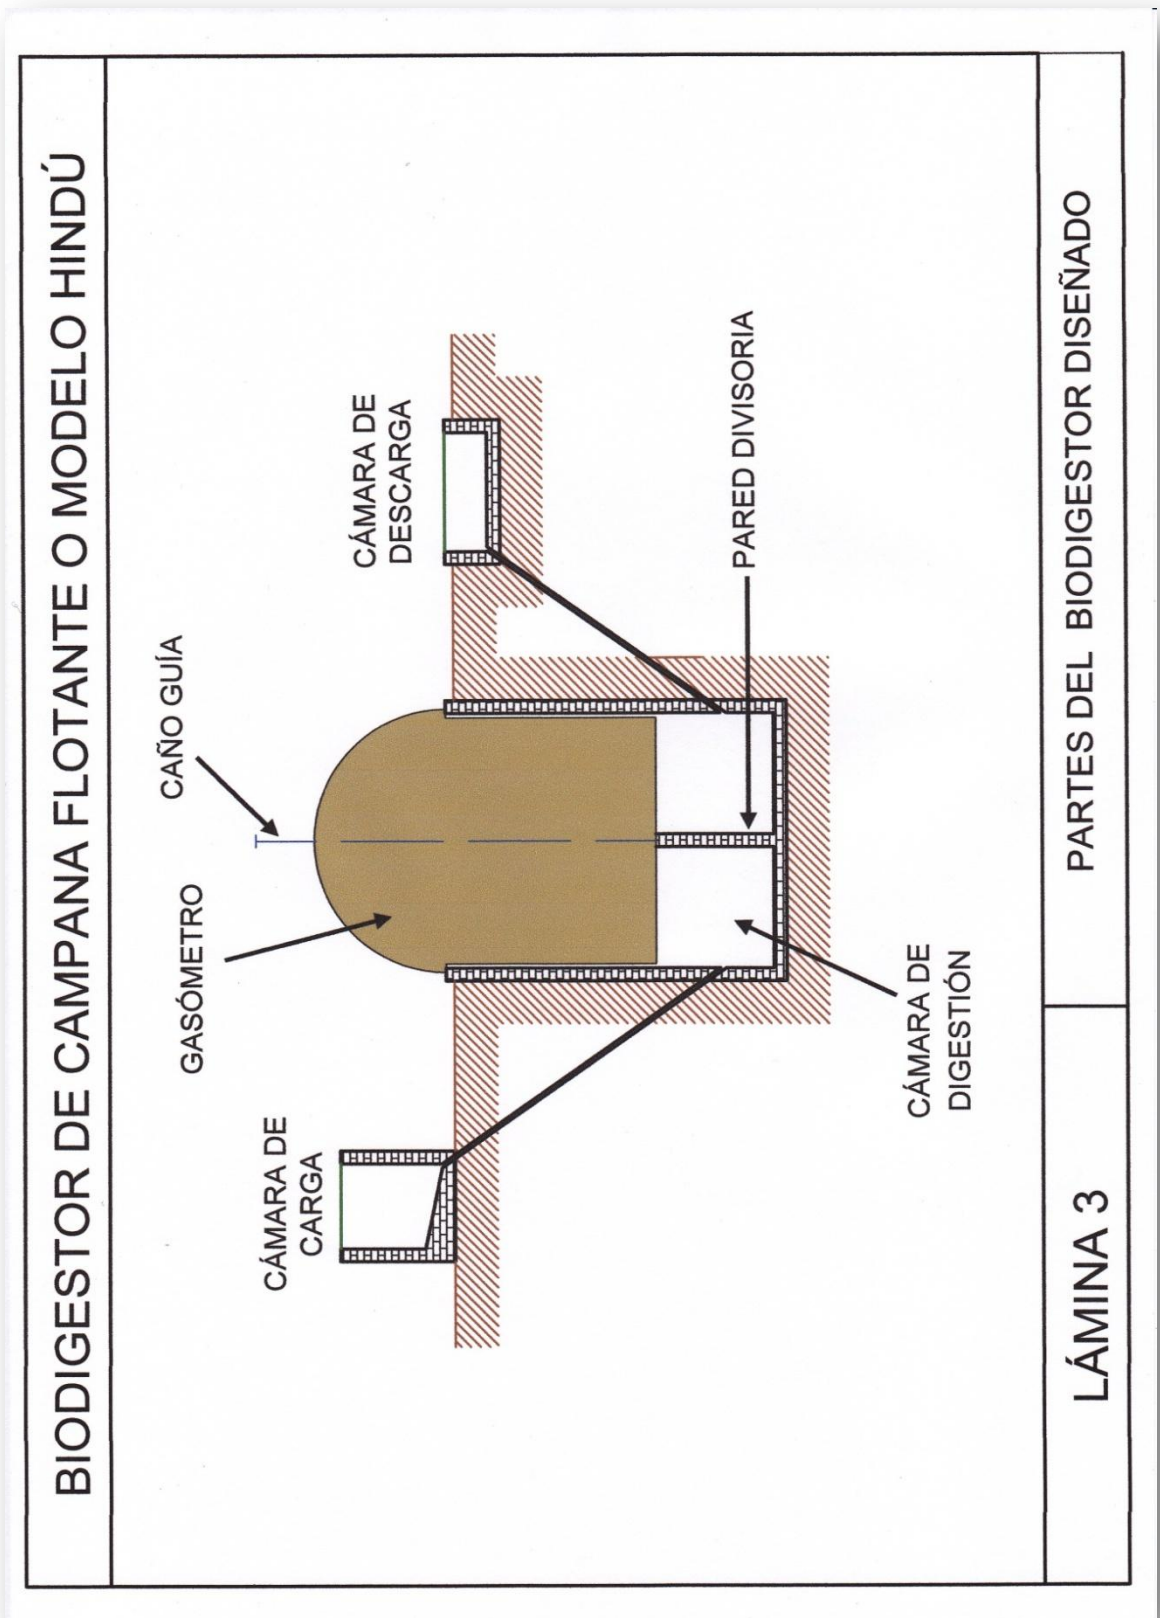 BIODIGESTOR DE CAMPANA FLOTANTE O MODELO HINDÚ
CAÑO GUÍA
GASÓMETRO
CÁMARA DE
CARGA
CÁMARA DE
DESCARGA
PARED DIVISORIA
CÁMARA DE
DIGESTIÓN
LÁMINA 3
PARTES DEL BIODIGESTOR DISEÑADO